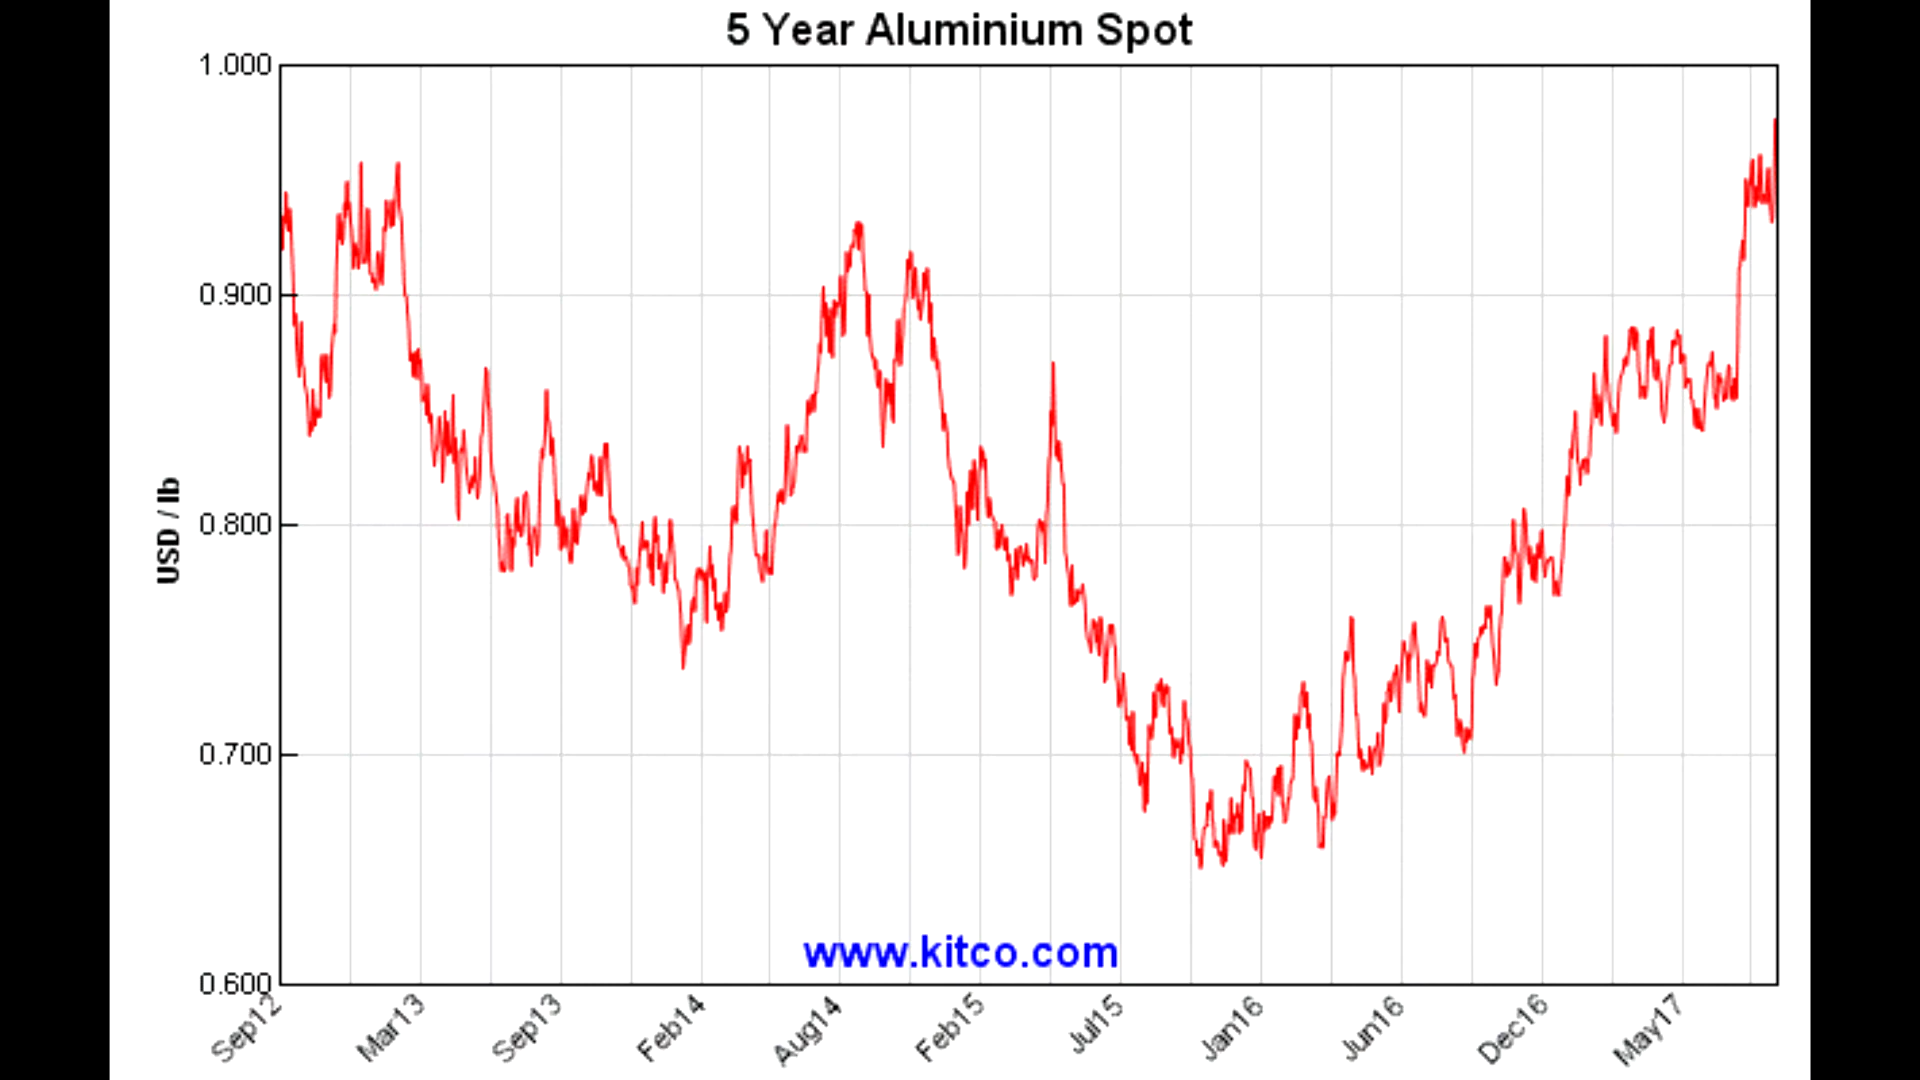 5 Year Aluminium Spot
1.000
0.900
0.800
0.700
0.600
USD / lb
www.kitco.com
Sep12
Mar13
Sep13
Feb14
Aug14
Feb15
Jul15
Jan16
Jun16
Dec16
May17